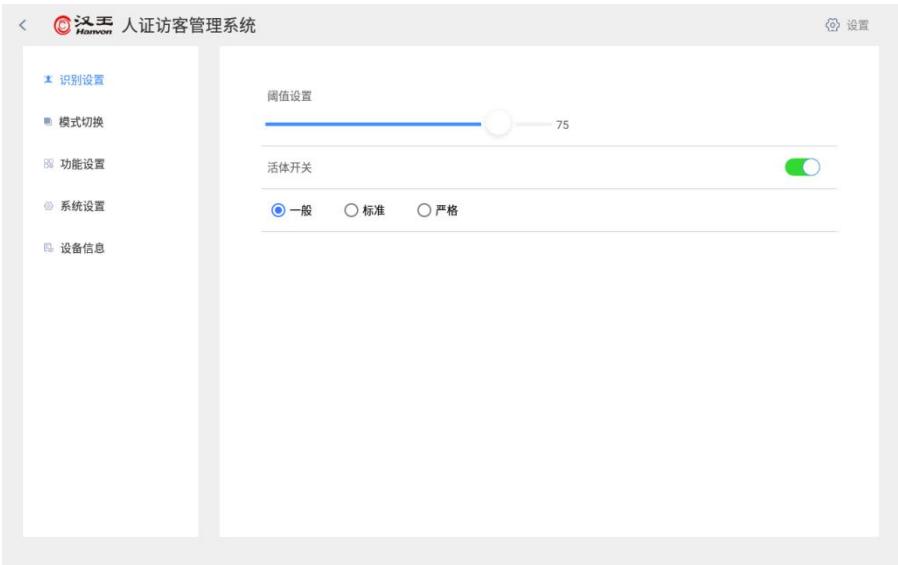 汉王 Hanvon 人证访客管理系统 设置
识别设置
模式切换
功能设置
系统设置
设备信息
阈值设置
75
活体开关
一般 标准 严格